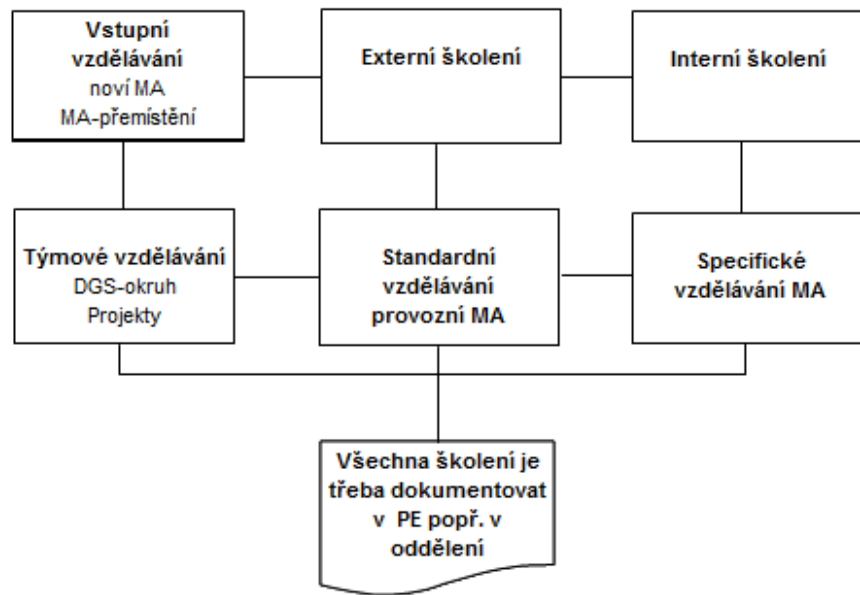 Vstupní
vzdělávání
noví MA
MA-přemístění
Externí školení
Interní školení
Týmové vzdělávání
DGS-okruh
Projekty
Standardní
vzdělávání
provozní MA
Specifické
vzdělávání MA
Všechna školení je
třeba dokumentovat
v PE popř. v
oddělení